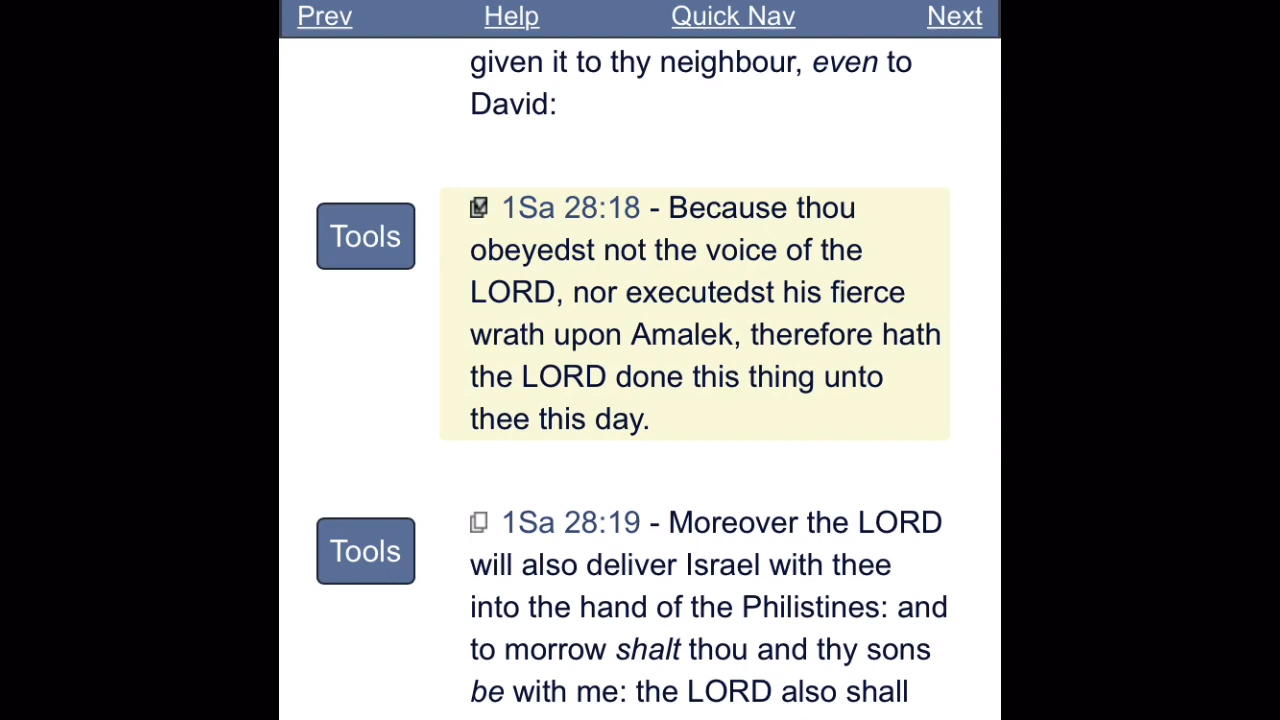 Prev Help Quick Nav Next
given it to thy neighbour, even to
David:
Tools
1Sa 28:18 - Because thou
obeyedst not the voice of the
LORD, nor executedst his fierce
wrath upon Amalek, therefore hath
the LORD done this thing unto
thee this day.
Tools
1Sa 28:19 - Moreover the LORD
will also deliver Israel with thee
into the hand of the Philistines: and
to morrow shalt thou and thy sons
be with me: the LORD also shall